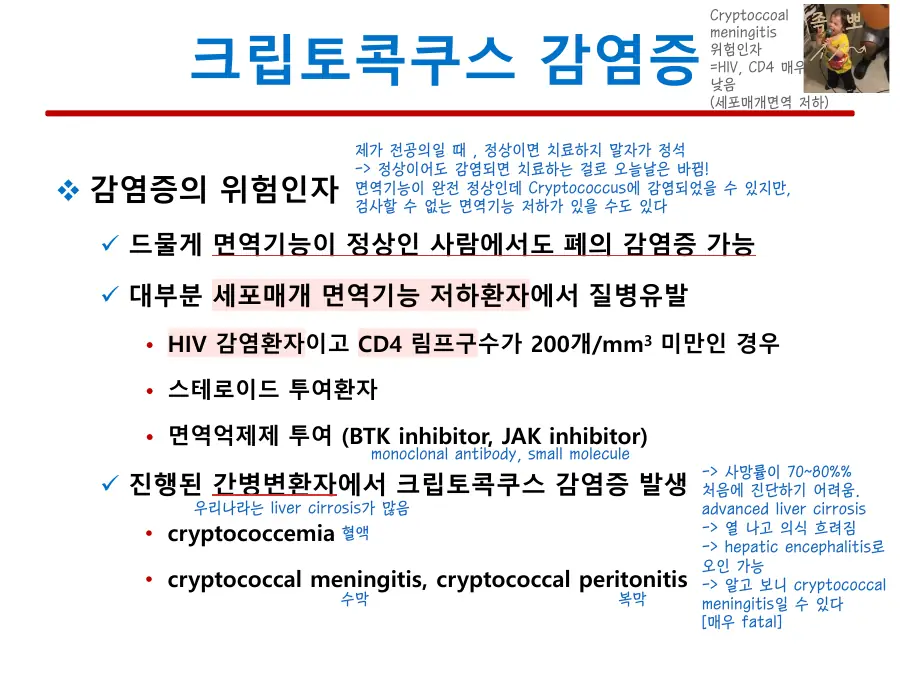 크립토콕쿠스 감염증
Cryptoccoal
meningitis
위험인자
=HIV, CD4 매우
낮음
(세포매개면역 저하)
족 뽀
제가 전공의일 때 , 정상이면 치료하지 말자가 정석
-> 정상이어도 감염되면 치료하는 걸로 오늘날은 바뀜!
면역기능이 완전 정상인데 Cryptococcus에 감염되었을 수 있지만,
검사할 수 없는 면역기능 저하가 있을 수도 있다
❖ 감염증의 위험인자
✓ 드물게 면역기능이 정상인 사람에서도 폐의 감염증 가능
✓ 대부분 세포매개 면역기능 저하환자에서 질병유발
• HIV 감염환자이고 CD4 림프구수가 200개/mm³ 미만인 경우
• 스테로이드 투여환자
• 면역억제제 투여 (BTK inhibitor, JAK inhibitor)
monoclonal antibody, small molecule
✓ 진행된 간병변환자에서 크립토콕쿠스 감염증 발생
우리나라는 liver cirrosis가 많음
• cryptococcemia 혈액
• cryptococcal meningitis, cryptococcal peritonitis
수막 복막
-> 사망률이 70~80%%
처음에 진단하기 어려움.
advanced liver cirrosis
-> 열 나고 의식 흐려짐
-> hepatic encephalitis로
오인 가능
-> 알고 보니 cryptococcal
meningitis일 수 있다
[매우 fatal]